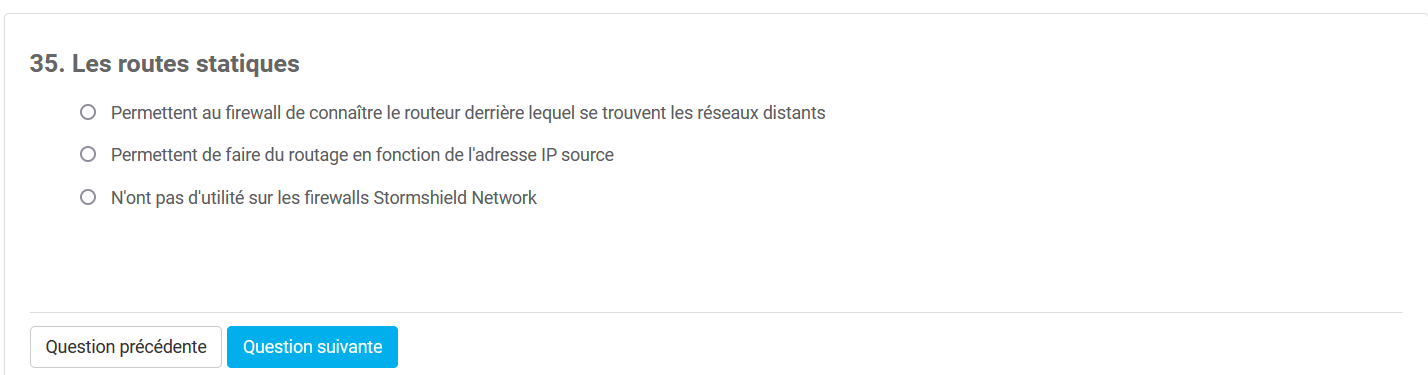 35. Les routes statiques
Permettent au firewall de connaître le routeur derrière lequel se trouvent les réseaux distants
Permettent de faire du routage en fonction de l'adresse IP source
N'ont pas d'utilité sur les firewalls Stormshield Network
Question précédente
Question suivante